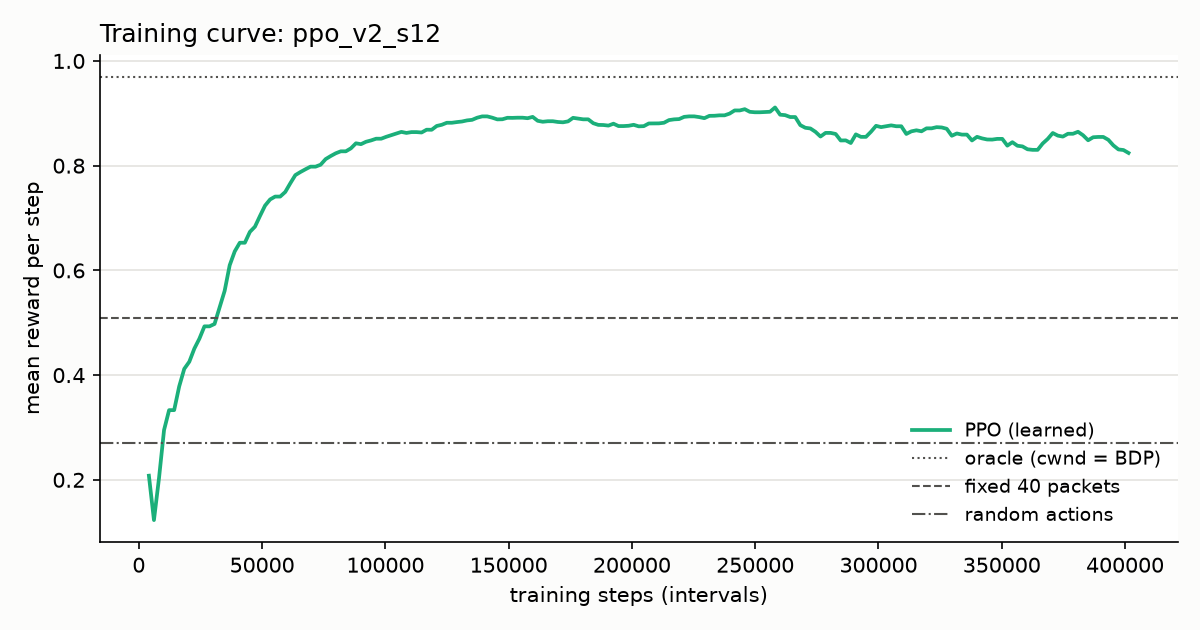 Training curve: ppo_v2_s12
mean reward per step
1.0
0.8
0.6
0.4
0.2
PPO (learned)
oracle (cwnd = BDP)
fixed 40 packets
random actions
0
50000
100000
150000
200000
250000
300000
350000
400000
training steps (intervals)